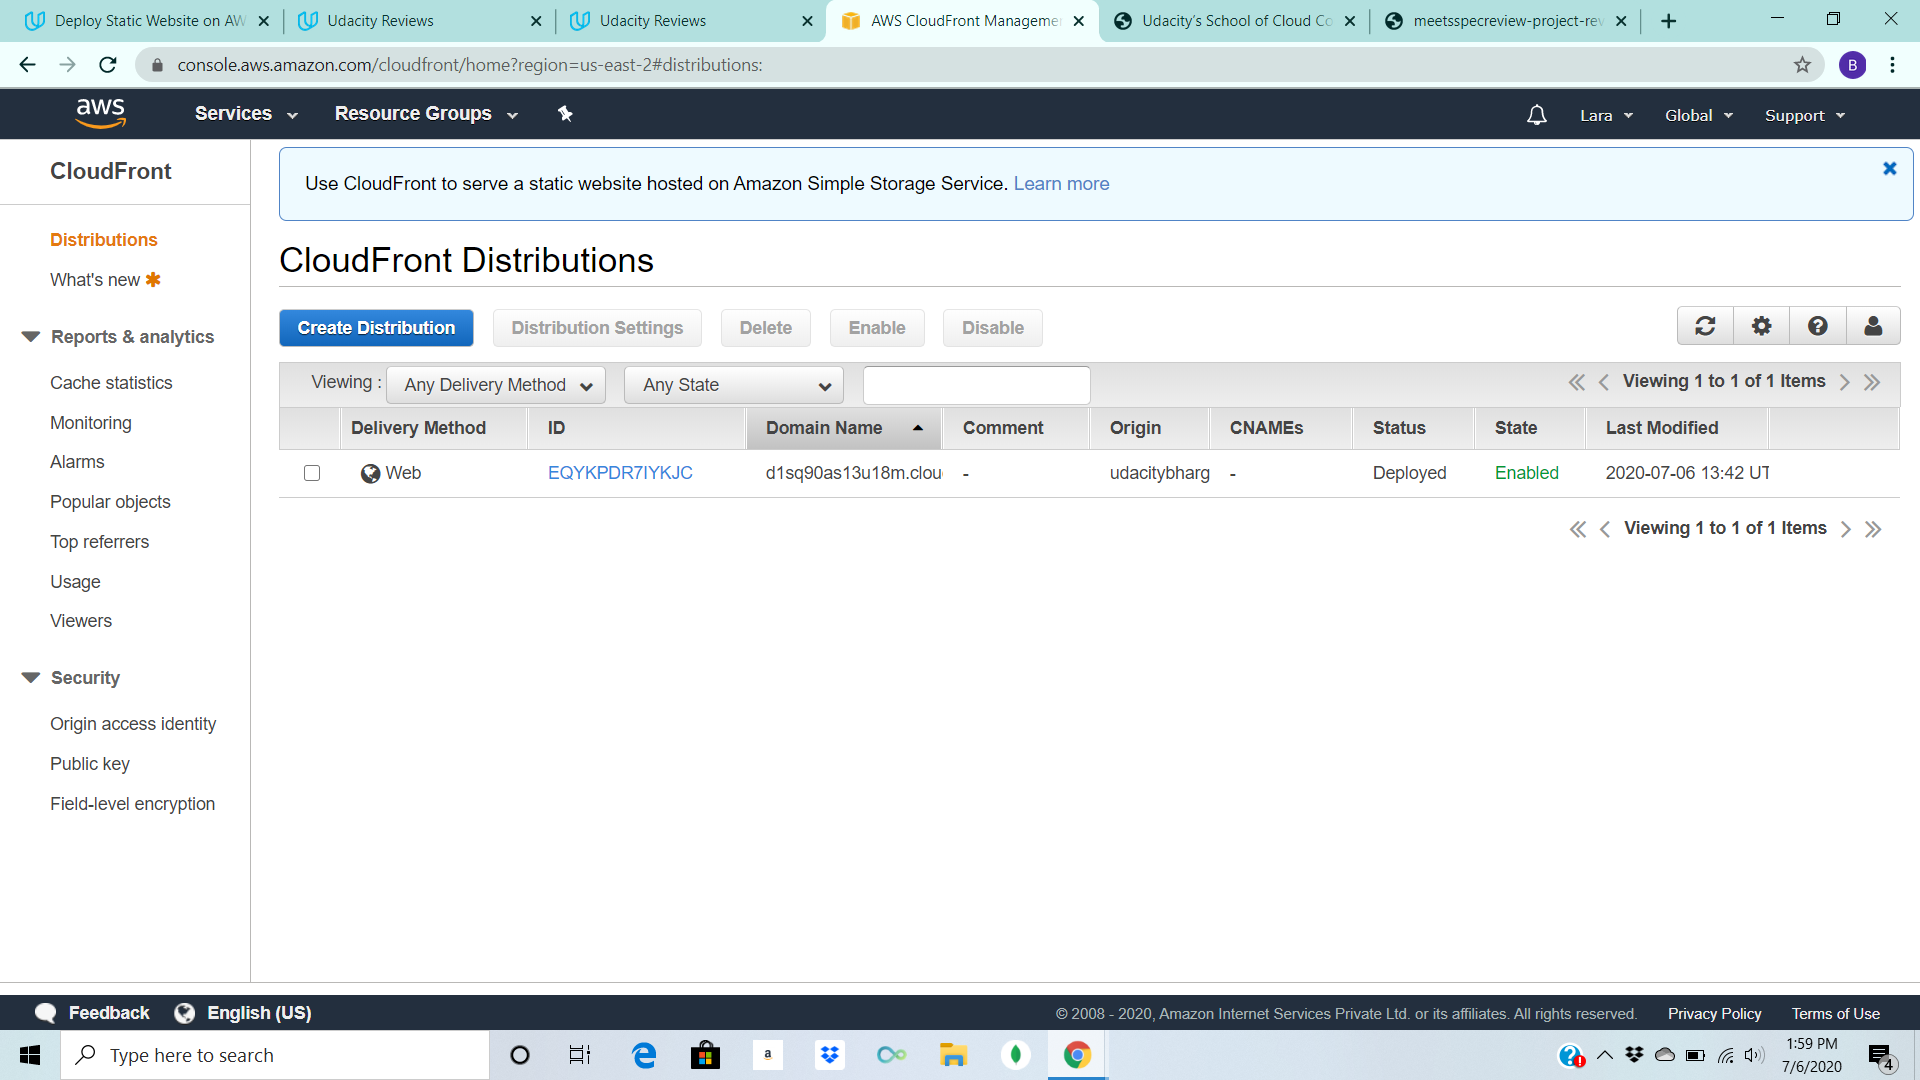 Deploy Static Website on AW
Udacity Reviews
Udacity Reviews
AWS CloudFront Manageme
Udacity's School of Cloud Co
meetsspecreview-project-rev
console.aws.amazon.com/cloudfront/home?region=us-east-2#distributions:
B
aws
Services
Resource Groups
Lara
Global
Support
CloudFront
Distributions
What's new
Reports & analytics
Cache statistics
Monitoring
Alarms
Popular objects
Top referrers
Usage
Viewers
Security
Origin access identity
Public key
Field-level encryption
Use CloudFront to serve a static website hosted on Amazon Simple Storage Service. Learn more
CloudFront Distributions
Create Distribution
Distribution Settings
Delete
Enable
Disable
Viewing :
Any Delivery Method
Any State
Viewing 1 to 1 of 1 Items
Delivery Method ID Domain Name Comment Origin CNAMEs Status State Last Modified
Web EQYKPDR7IYKJC d1sq90as13u18m.clou - udacitybharg - Deployed Enabled 2020-07-06 13:42 UT
Viewing 1 to 1 of 1 Items
Feedback
English (US)
© 2008 - 2020, Amazon Internet Services Private Ltd. or its affiliates. All rights reserved.
Privacy Policy
Terms of Use
Type here to search
a
1:59 PM
7/6/2020
4